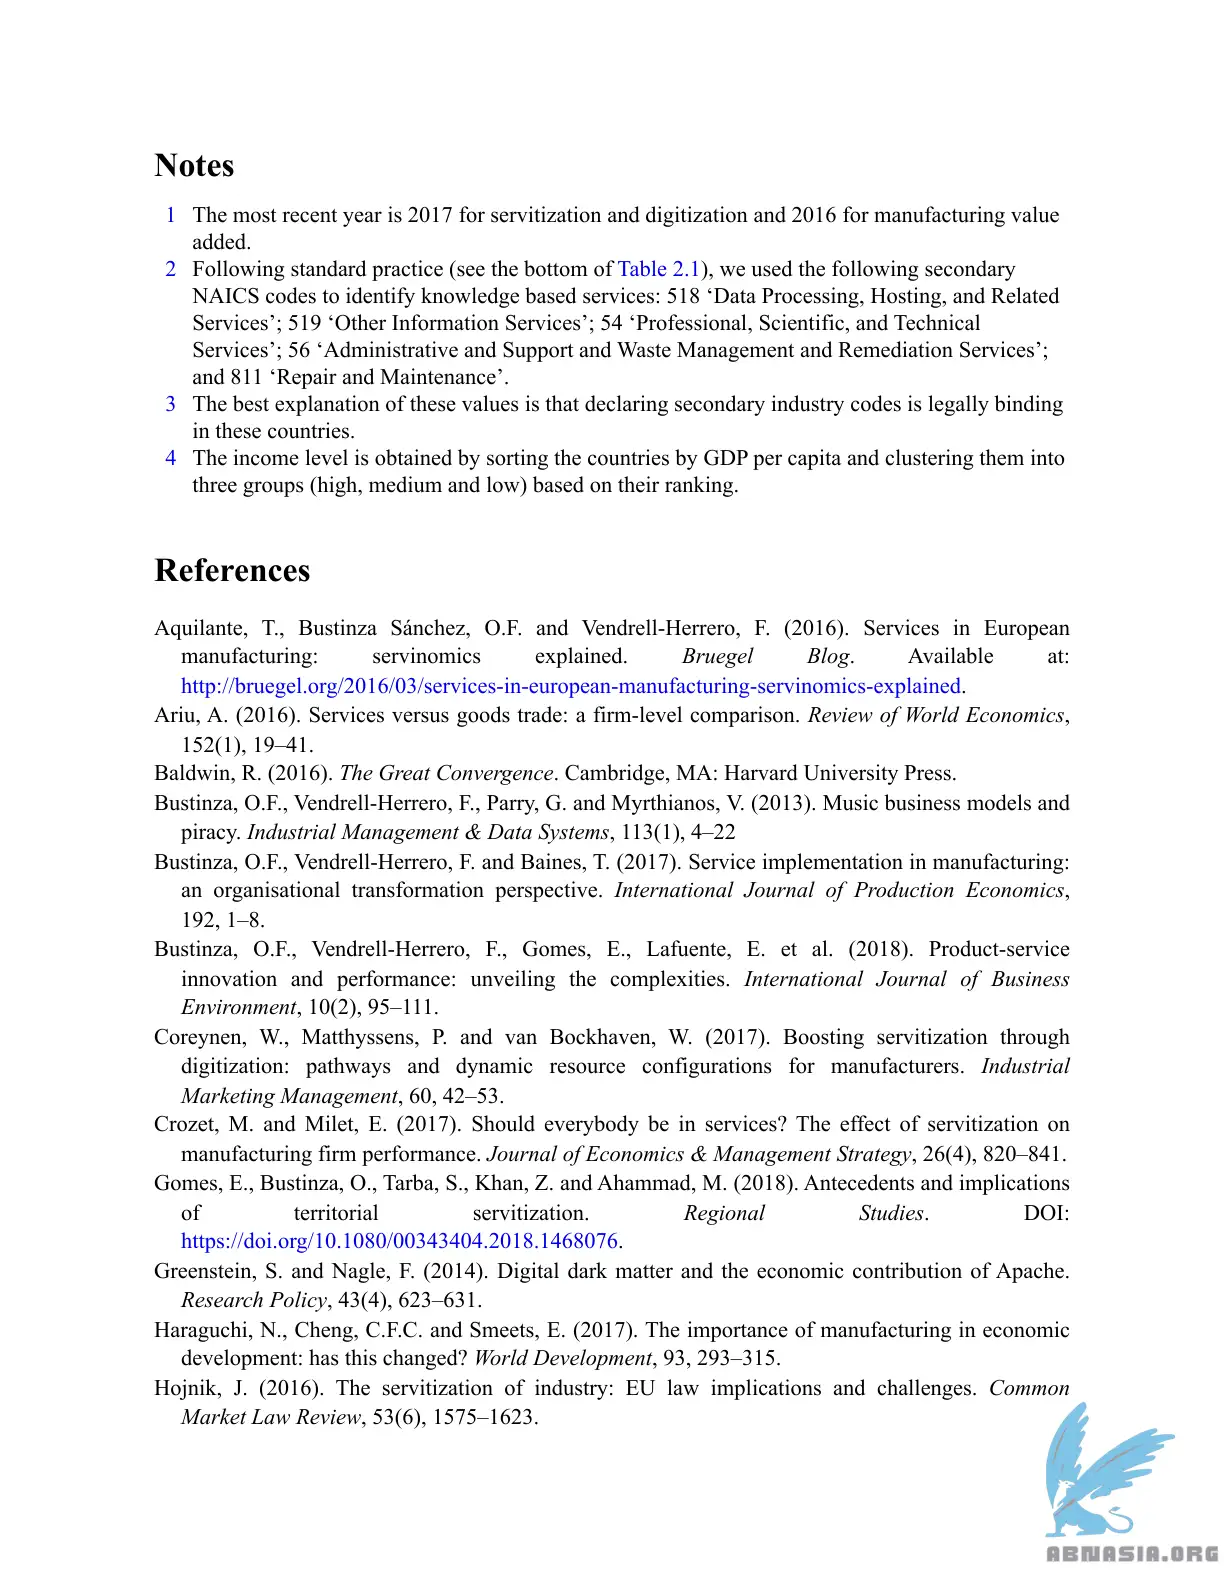 Notes
1 The most recent year is 2017 for servitization and digitization and 2016 for manufacturing value
added.
2 Following standard practice (see the bottom of Table 2.1), we used the following secondary
NAICS codes to identify knowledge based services: 518 ‘Data Processing, Hosting, and Related
Services’; 519 ‘Other Information Services’; 54 ‘Professional, Scientific, and Technical
Services’; 56 ‘Administrative and Support and Waste Management and Remediation Services’;
and 811 ‘Repair and Maintenance’.
3 The best explanation of these values is that declaring secondary industry codes is legally binding
in these countries.
4 The income level is obtained by sorting the countries by GDP per capita and clustering them into
three groups (high, medium and low) based on their ranking.
References
Aquilante, T., Bustinza Sánchez, O.F. and Vendrell-Herrero, F. (2016). Services in European
manufacturing: servinomics explained. Bruegel Blog. Available at:
http://bruegel.org/2016/03/services-in-european-manufacturing-servinomics-explained.
Ariu, A. (2016). Services versus goods trade: a firm-level comparison. Review of World Economics,
152(1), 19–41.
Baldwin, R. (2016). The Great Convergence. Cambridge, MA: Harvard University Press.
Bustinza, O.F., Vendrell-Herrero, F., Parry, G. and Myrthianos, V. (2013). Music business models and
piracy. Industrial Management & Data Systems, 113(1), 4–22
Bustinza, O.F., Vendrell-Herrero, F. and Baines, T. (2017). Service implementation in manufacturing:
an organisational transformation perspective. International Journal of Production Economics,
192, 1–8.
Bustinza, O.F., Vendrell-Herrero, F., Gomes, E., Lafuente, E. et al. (2018). Product-service
innovation and performance: unveiling the complexities. International Journal of Business
Environment, 10(2), 95–111.
Coreynen, W., Matthyssens, P. and van Bockhaven, W. (2017). Boosting servitization through
digitization: pathways and dynamic resource configurations for manufacturers. Industrial
Marketing Management, 60, 42–53.
Crozet, M. and Milet, E. (2017). Should everybody be in services? The effect of servitization on
manufacturing firm performance. Journal of Economics & Management Strategy, 26(4), 820–841.
Gomes, E., Bustinza, O., Tarba, S., Khan, Z. and Ahammad, M. (2018). Antecedents and implications
of territorial servitization. Regional Studies. DOI:
https://doi.org/10.1080/00343404.2018.1468076.
Greenstein, S. and Nagle, F. (2014). Digital dark matter and the economic contribution of Apache.
Research Policy, 43(4), 623–631.
Haraguchi, N., Cheng, C.F.C. and Smeets, E. (2017). The importance of manufacturing in economic
development: has this changed? World Development, 93, 293–315.
Hojnik, J. (2016). The servitization of industry: EU law implications and challenges. Common
Market Law Review, 53(6), 1575–1623.
ABNASIA.ORG